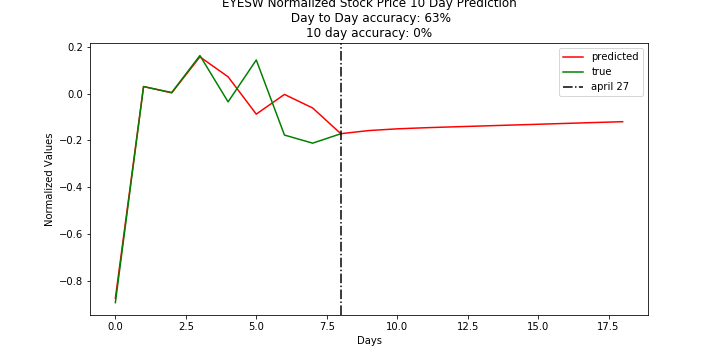 EYESW Normalized Stock Price 10 Day Prediction
Day to Day accuracy: 63%
10 day accuracy: 0%
predicted
true
april 27
Normalized Values
0.2
0.0
−0.2
−0.4
−0.6
−0.8
0.0 2.5 5.0 7.5 10.0 12.5 15.0 17.5
Days